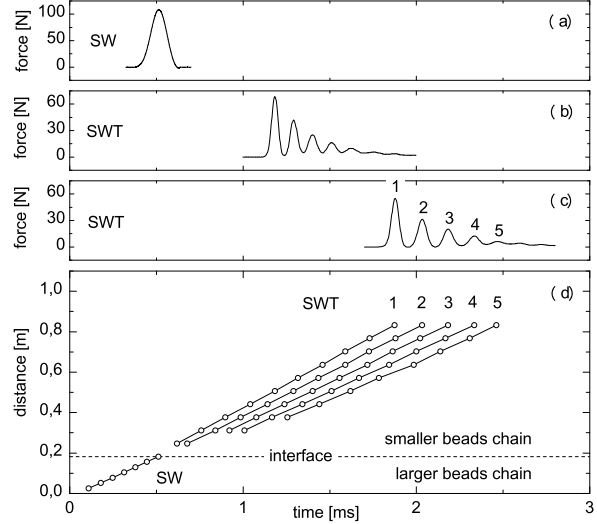 force [N]
100
50
0
SW
( a )
force [N]
60
30
0
SWT
( b )
force [N]
60
30
0
SWT
1
2
3
4
5
( c )
distance [m]
1,0
0,8
0,6
0,4
0,2
0,0
SWT
1 2 3 4 5
( d )
smaller beads chain
interface
larger beads chain
SW
0 1 2 3
time [ms]